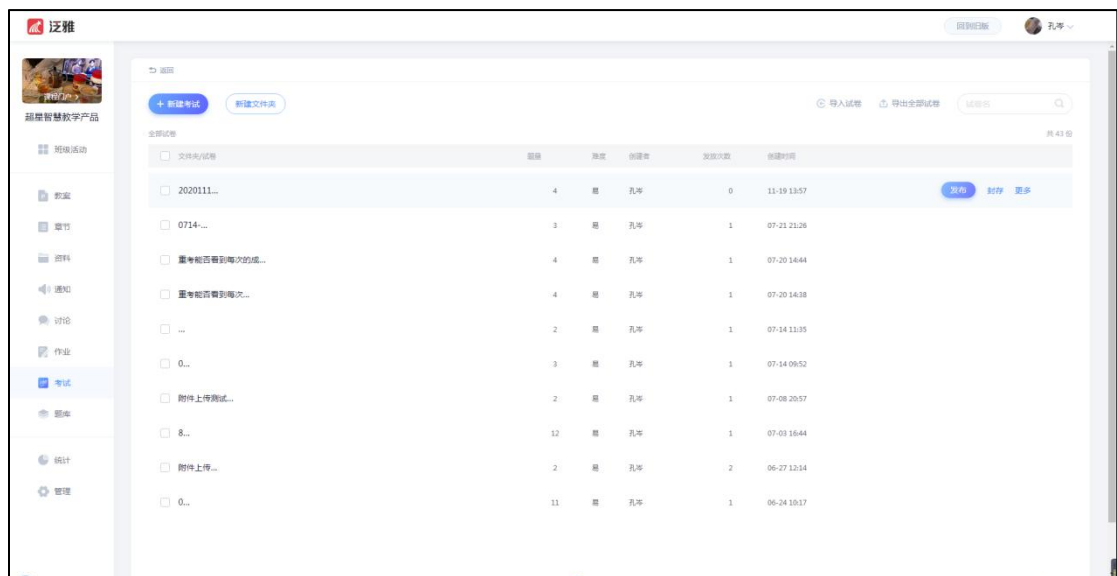 泛雅
回到旧版
孔岑
课程门户 >
超星智慧教学产品
班级活动
教案
章节
资料
通知
讨论
作业
考试
题库
统计
管理
返回
+ 新建考试 新建文件夹 导入试卷 导出全部试卷 试卷名
全部试卷 共 43 份
文件夹/试卷 题量 难度 创建者 发放次数 创建时间
2020111... 4 易 孔岑 0 11-19 13:57 发布 封存 更多
0714-... 3 易 孔岑 1 07-21 21:26
重考能否看到每次的成... 4 易 孔岑 1 07-20 14:44
重考能否看到每次... 4 易 孔岑 1 07-20 14:38
... 2 易 孔岑 1 07-14 11:35
0... 3 易 孔岑 1 07-14 09:52
附件上传测试... 2 易 孔岑 1 07-08 20:57
8... 12 易 孔岑 1 07-03 16:44
附件上传... 2 易 孔岑 2 06-27 12:14
0... 11 易 孔岑 1 06-24 10:17